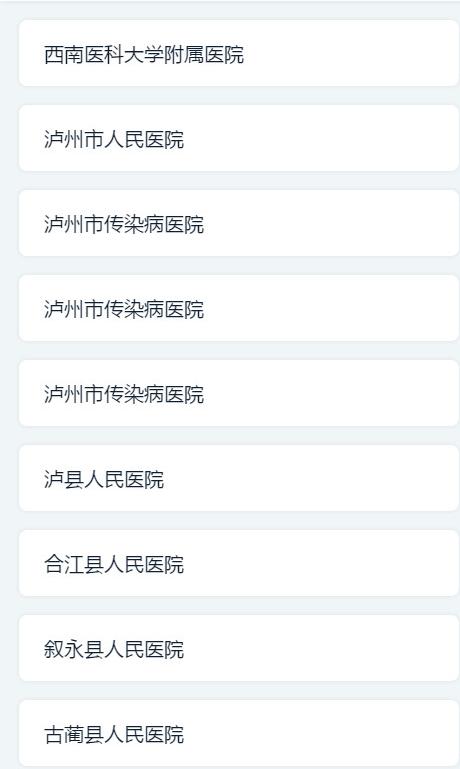 西南医科大学附属医院
泸州市人民医院
泸州市传染病医院
泸州市传染病医院
泸州市传染病医院
泸县人民医院
合江县人民医院
叙永县人民医院
古蔺县人民医院